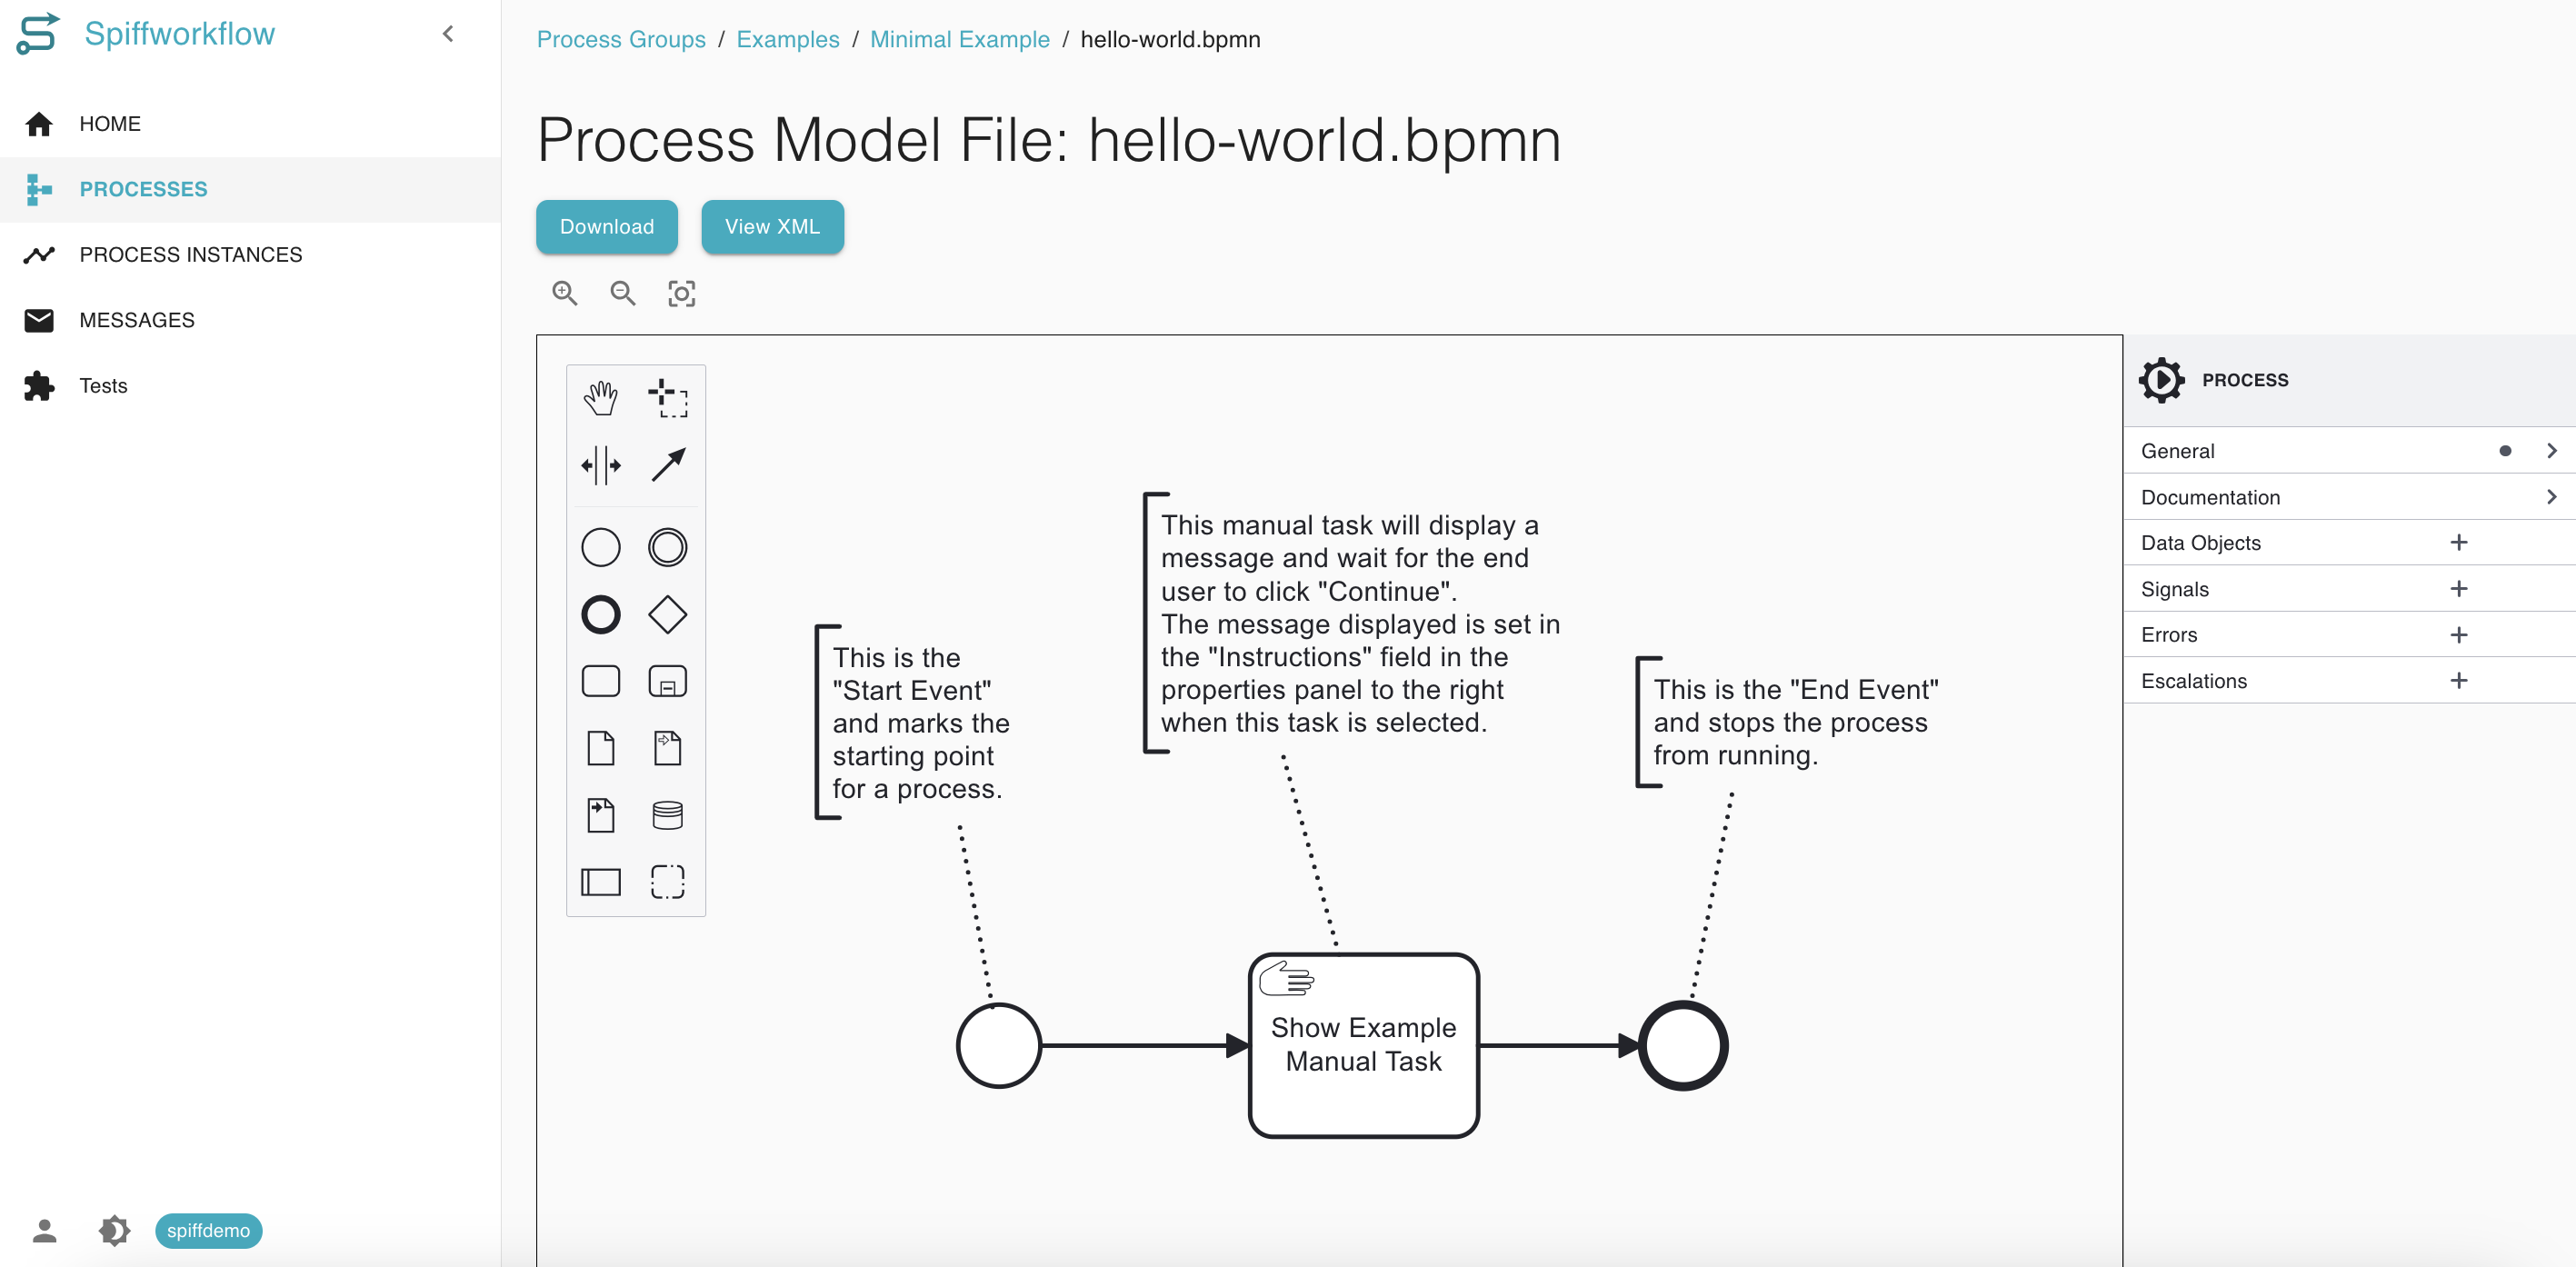 Spiffworkflow
HOME
PROCESSES
PROCESS INSTANCES
MESSAGES
Tests
spiffdemo
Process Groups / Examples / Minimal Example / hello-world.bpmn
Process Model File: hello-world.bpmn
Download
View XML
This is the
"Start Event"
and marks the
starting point
for a process.
This manual task will display a
message and wait for the end
user to click "Continue".
The message displayed is set in
the "Instructions" field in the
properties panel to the right
when this task is selected.
This is the "End Event"
and stops the process
from running.
Show Example
Manual Task
PROCESS
General
Documentation
Data Objects
Signals
Errors
Escalations